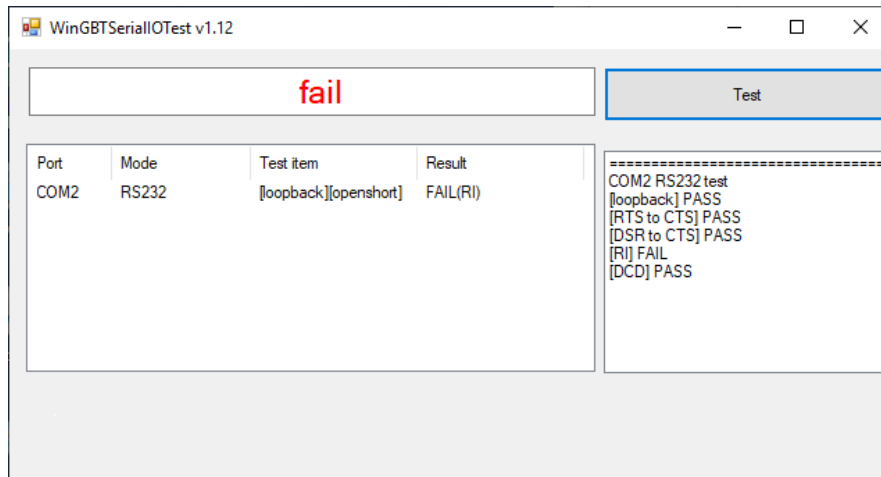 WinGBTSerialIOTest v1.12
fail
Test
Port Mode Test item Result
COM2 RS232 [loopback][openshort] FAIL(RI)
=================================
COM2 RS232 test
[loopback] PASS
[RTS to CTS] PASS
[DSR to CTS] PASS
[RI] FAIL
[DCD] PASS